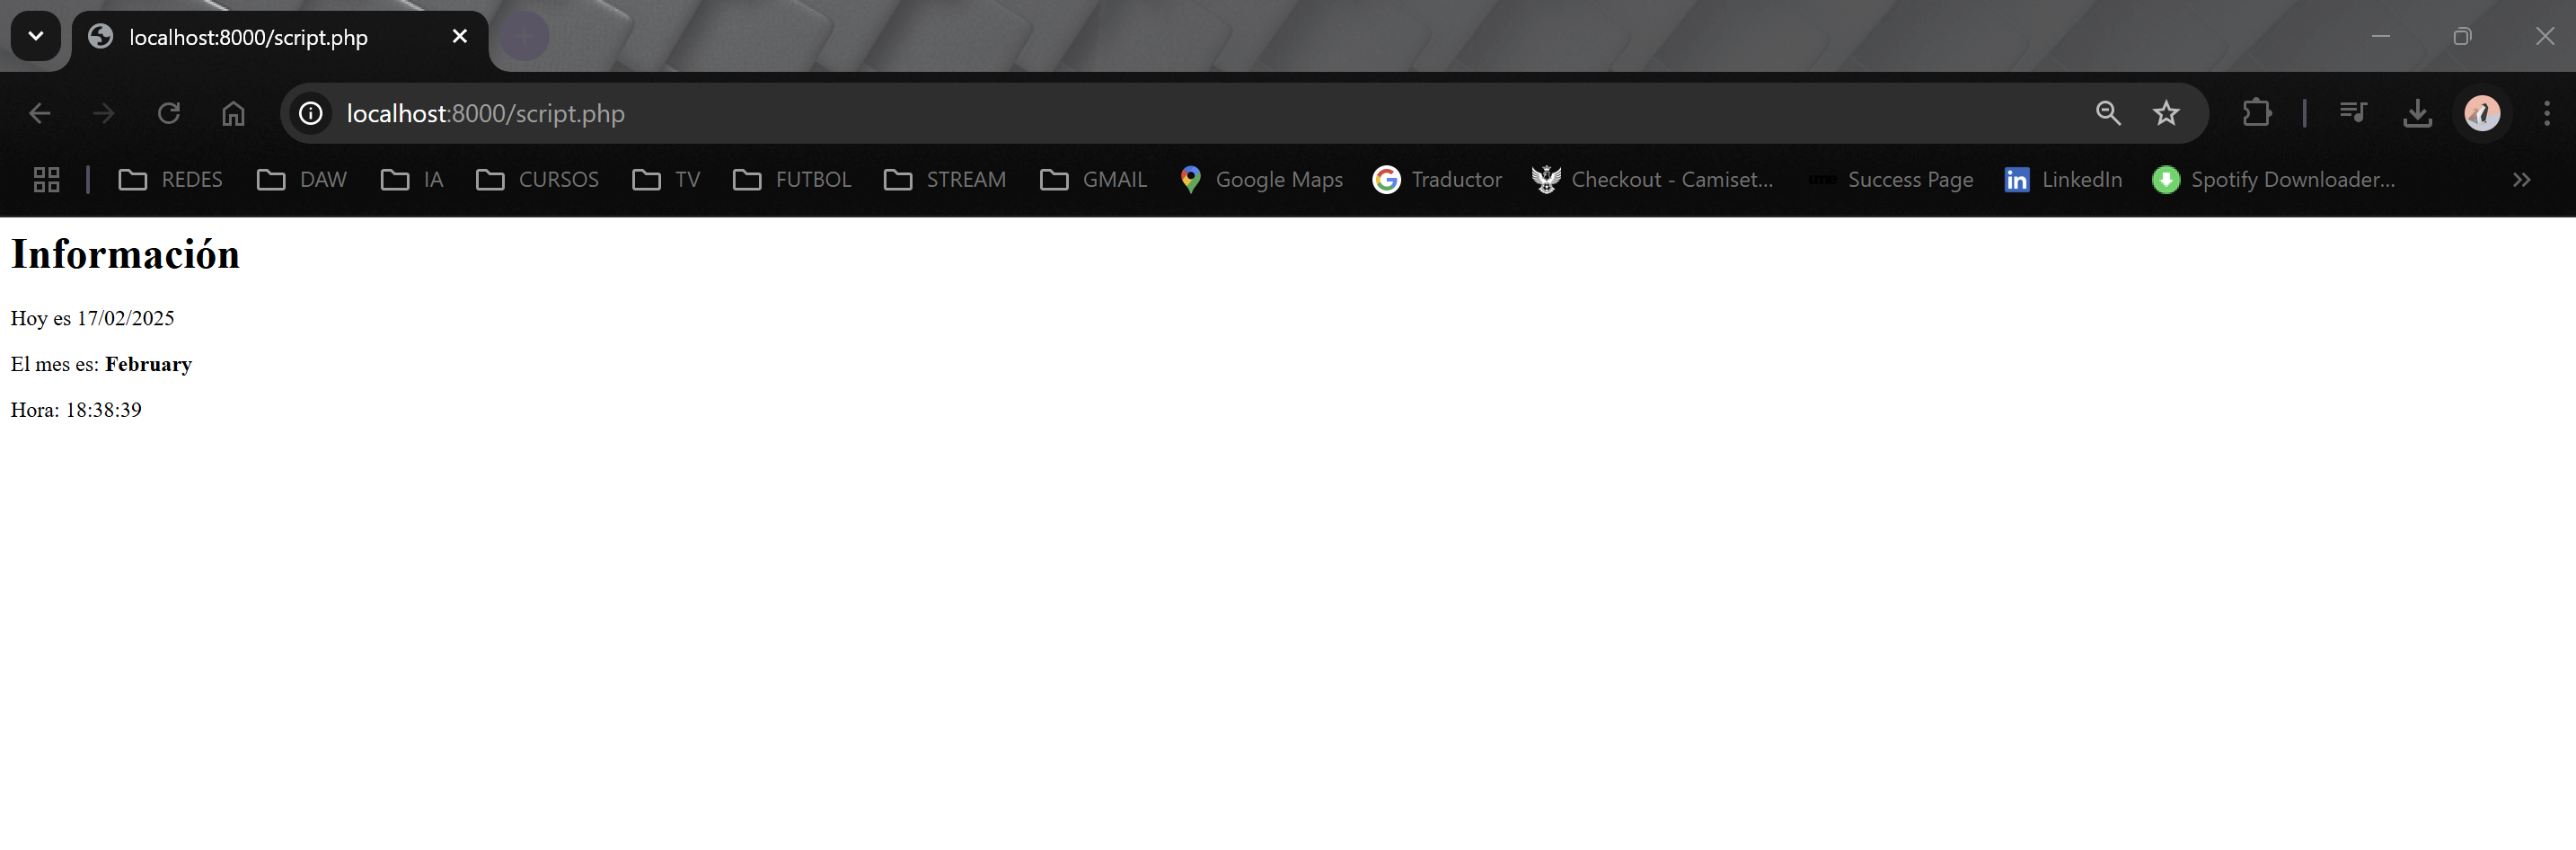 localhost:8000/script.php
localhost:8000/script.php
REDES DAW IA CURSOS TV FUTBOL STREAM GMAIL Google Maps Traductor Checkout - Camiset... ume Success Page LinkedIn Spotify Downloader...
Información
Hoy es 17/02/2025
El mes es: February
Hora: 18:38:39